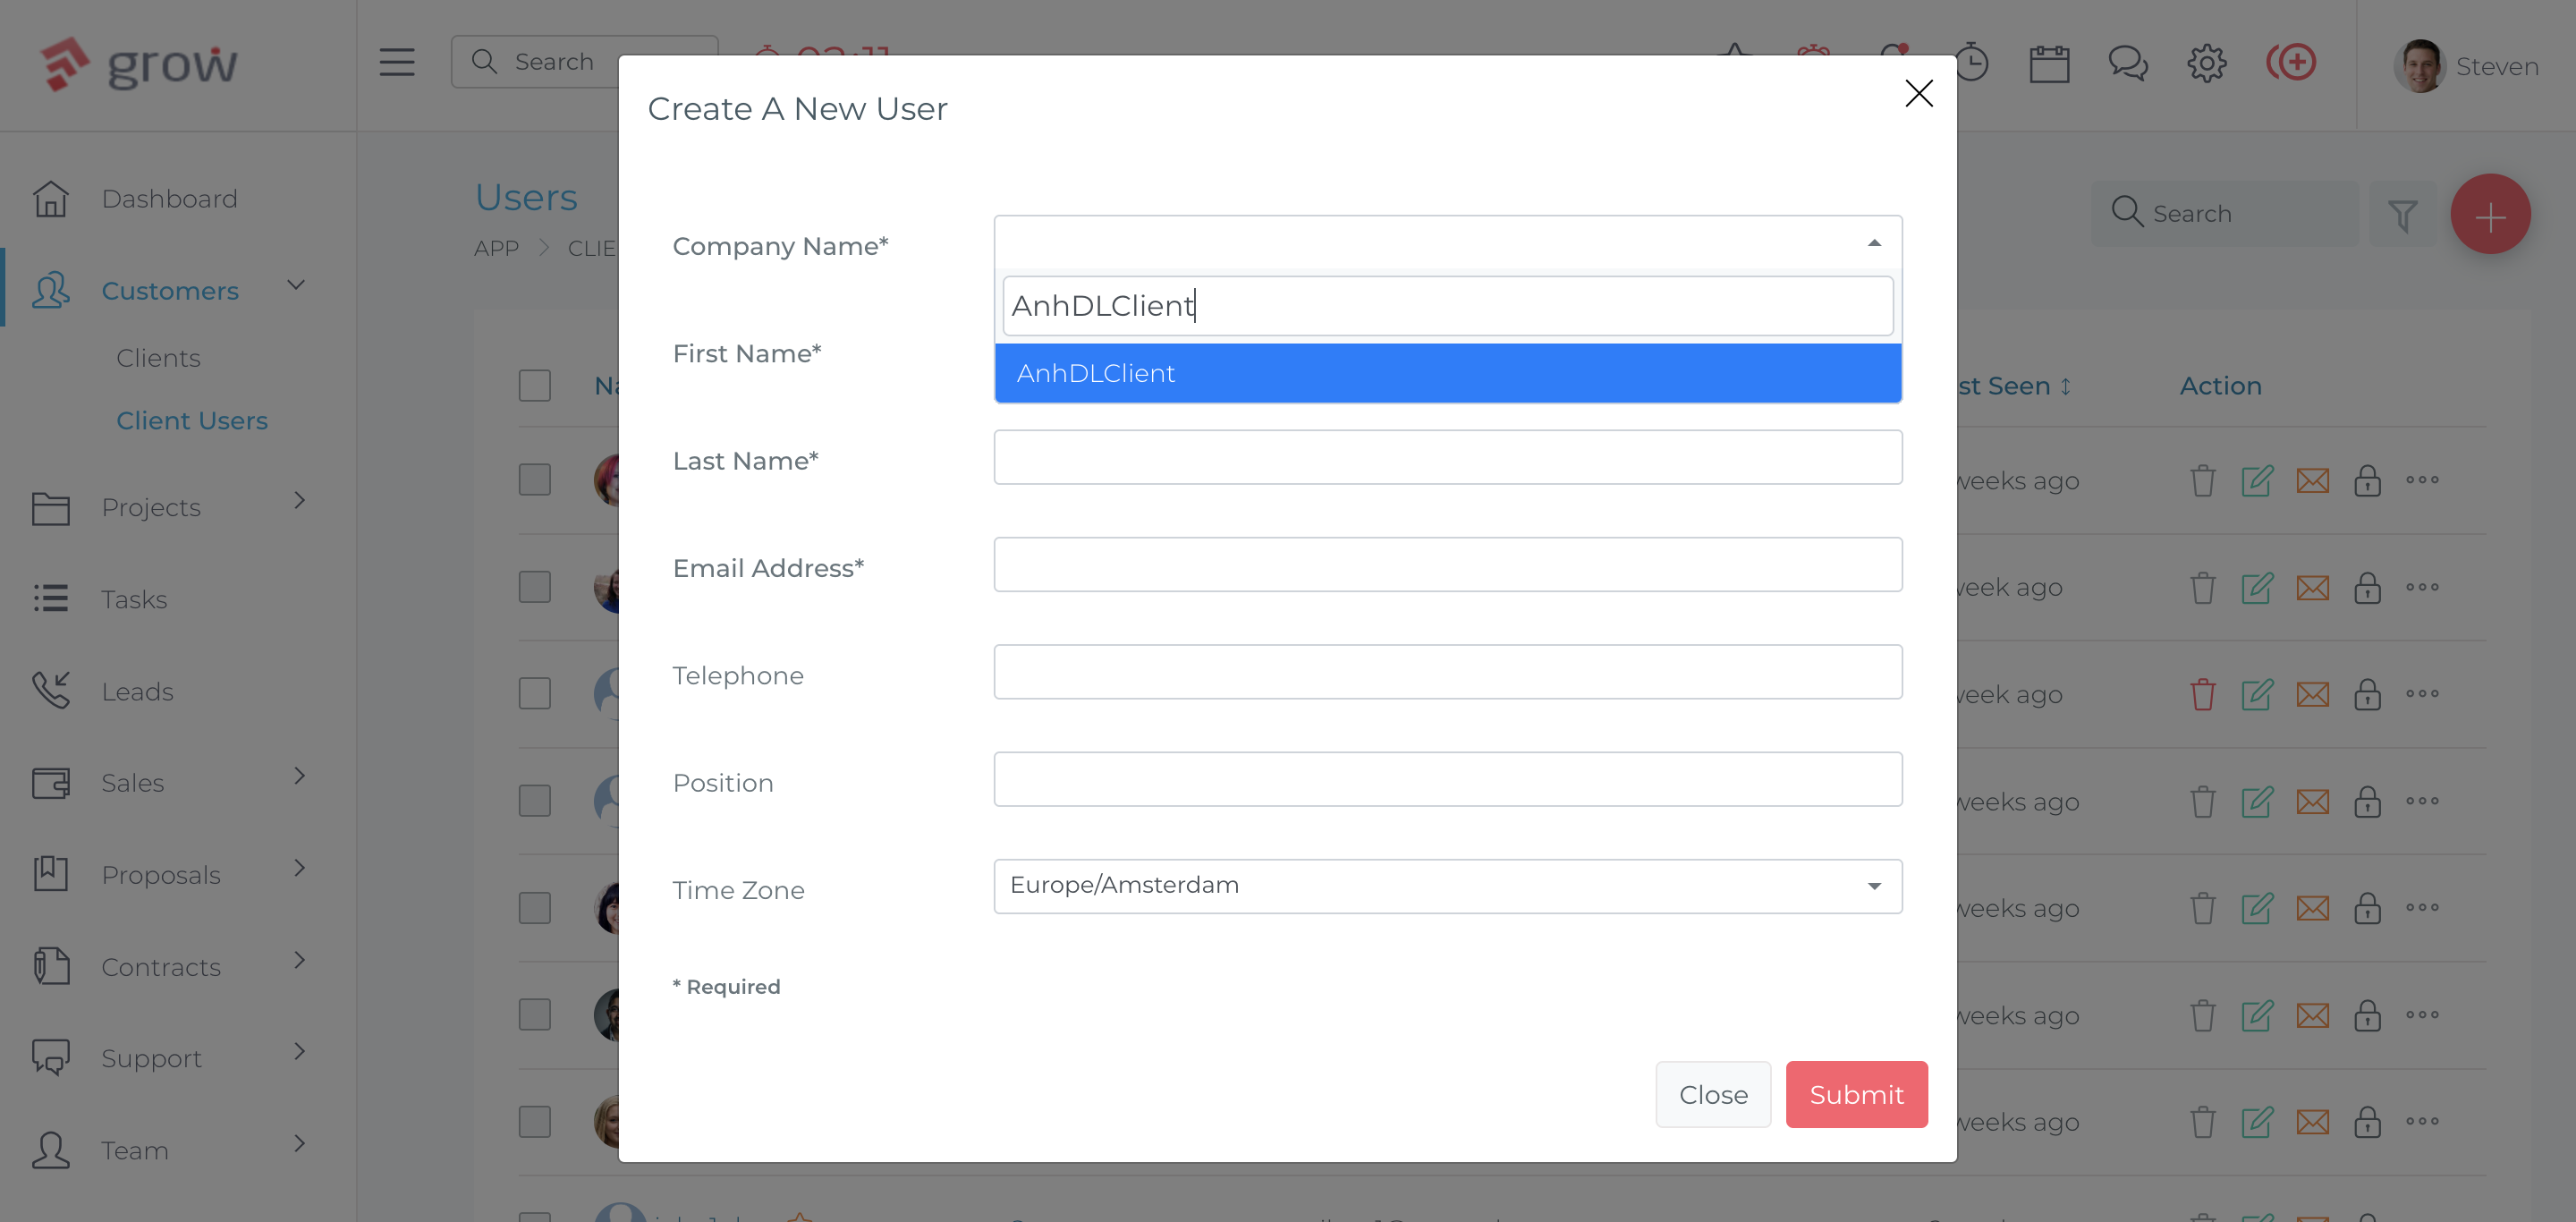 grow
Search
Steven
Create A New User
Dashboard
Users
Search
Company Name*
APP
Customers
AnhDLClient
First Name*
Clients
AnhDLClient
Seen
Action
Client Users
Last Name*
weeks ago
Projects
Email Address*
week ago
Tasks
Telephone
week ago
Leads
Position
weeks ago
Sales
Time Zone
Europe/Amsterdam
Proposals
weeks ago
Contracts
* Required
weeks ago
Support
Close
Submit
weeks ago
Team